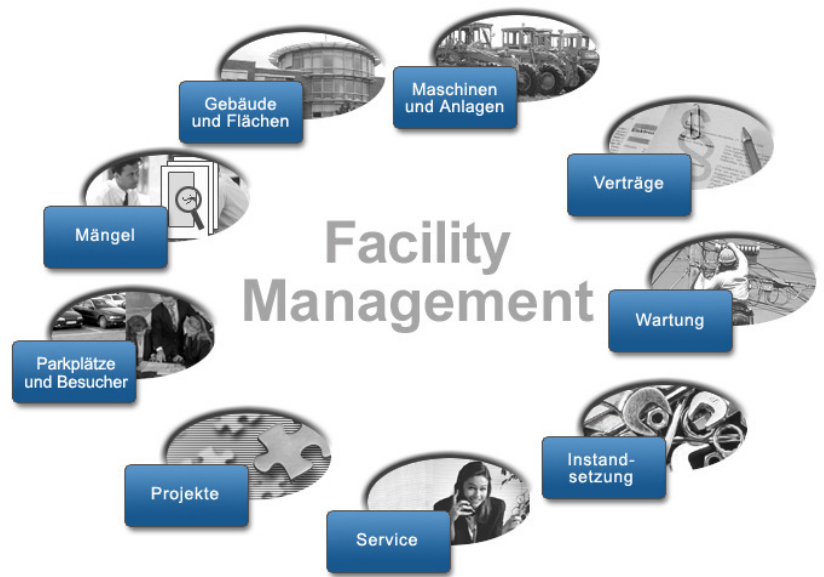 Gebäude
und Flächen
Maschinen
und Anlagen
Verträge
Mängel
Facility
Management
Wartung
Parkplätze
und Besucher
Instand-
setzung
Projekte
Service